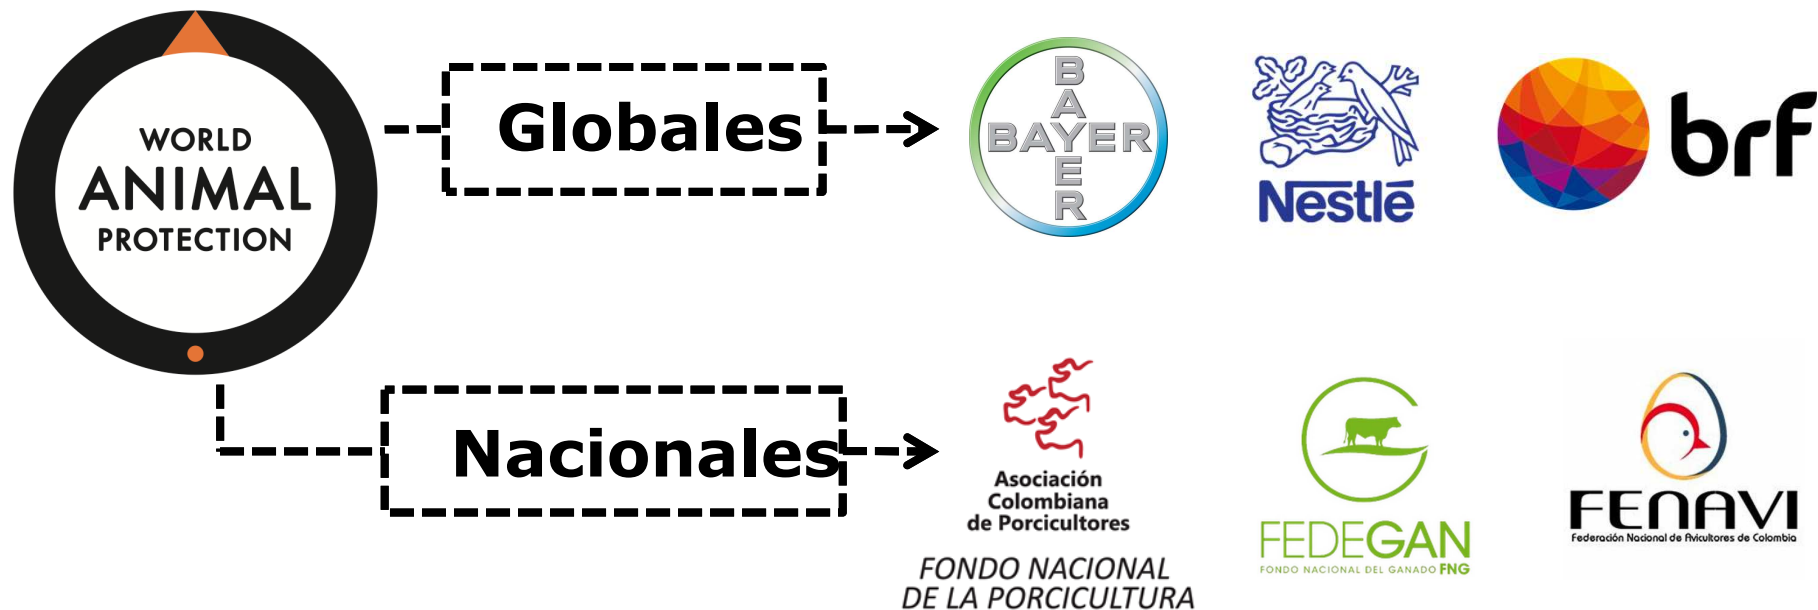 WORLD
ANIMAL
PROTECTION
Globales
BAYER
BAYER
Nestlé
brf
Nacionales
Asociación
Colombiana
de Porcicultores
FONDO NACIONAL
DE LA PORCICULTURA
FEDEGAN
FONDO NACIONAL DEL GANADO FNG
FENAVI
Federación Nacional de Avicultores de Colombia